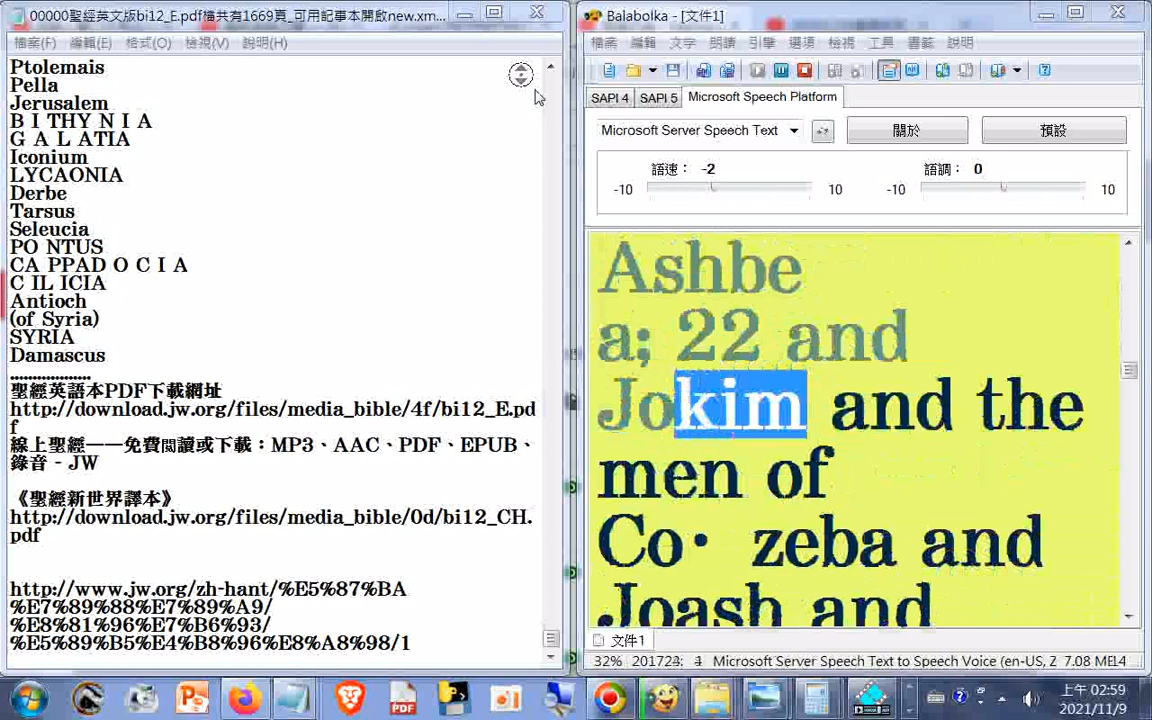 00000聖經英文版bi12_E.pdf檔共有1669頁_可用記事本開啟new.xm...
檔案(F) 編輯(E) 格式(O) 檢視(V) 說明(H)
Ptolemais
Pella
Jerusalem
B I THY N I A
G A L ATIA
Iconium
LYCAONIA
Derbe
Tarsus
Seleucia
PO NTUS
CA PPAD O C I A
C IL ICIA
Antioch
(of Syria)
SYRIA
Damascus
..................
聖經英語本PDF下載網址
http://download.jw.org/files/media_bible/4f/bi12_E.pd
f
線上聖經——免費閱讀或下載：MP3、AAC、PDF、EPUB、
錄音 - JW
《聖經新世界譯本》
http://download.jw.org/files/media_bible/0d/bi12_CH.
pdf
http://www.jw.org/zh-hant/%E5%87%BA
%E7%89%88%E7%89%A9/
%E8%81%96%E7%B6%93/
%E5%89%B5%E4%B8%96%E8%A8%98/1
Balabolka - [文件1]
檔案 編輯 文字 朗讀 引擎 選項 檢視 工具 書籤 說明
SAPI 4 SAPI 5 Microsoft Speech Platform
Microsoft Server Speech Text 關於 預設
語速： -2 語調： 0
-10 10 -10 10
Ashbe
a; 22 and
Jokim and the
men of
Co· zeba and
Joash and
文件1
32% Microsoft Server Speech Text to Speech Voice (en-US, Z 7.08 ME
PDF
上午 02:59
2021/11/9